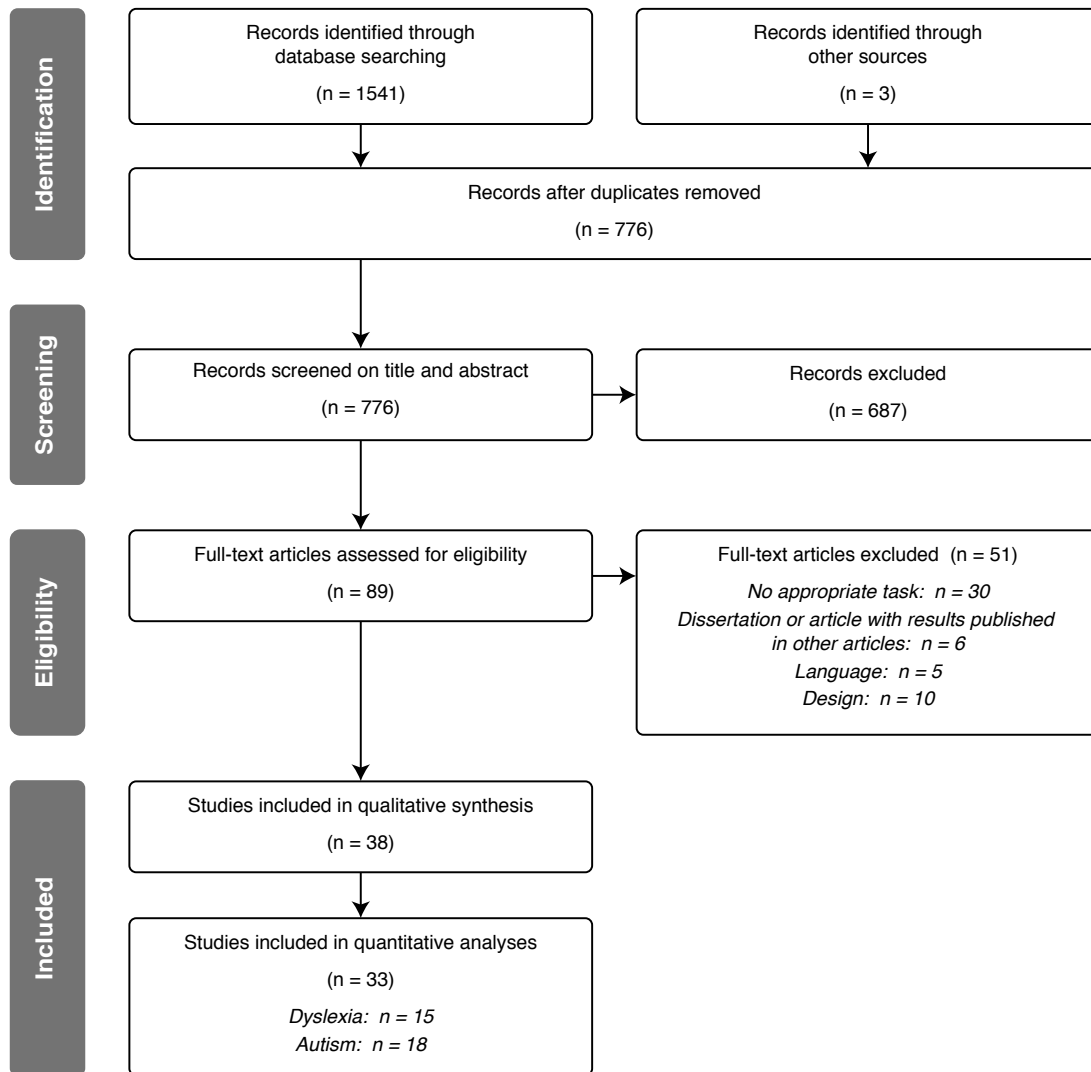 Identification
Records identified through
database searching
(n = 1541)
Records identified through
other sources
(n = 3)
Records after duplicates removed
(n = 776)
Screening
Records screened on title and abstract
(n = 776)
Records excluded
(n = 687)
Eligibility
Full-text articles assessed for eligibility
(n = 89)
Full-text articles excluded (n = 51)
No appropriate task: n = 30
Dissertation or article with results published
in other articles: n = 6
Language: n = 5
Design: n = 10
Included
Studies included in qualitative synthesis
(n = 38)
Studies included in quantitative analyses
(n = 33)
Dyslexia: n = 15
Autism: n = 18